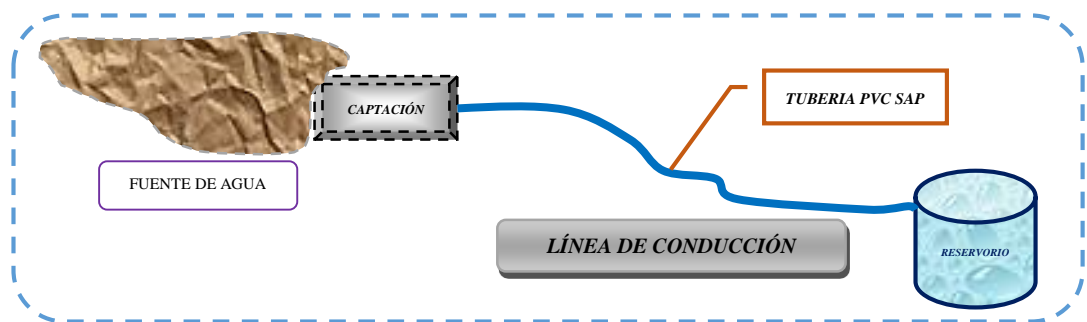 CAPTACIÓN
TUBERIA PVC SAP
FUENTE DE AGUA
LÍNEA DE CONDUCCIÓN
RESERVORIO